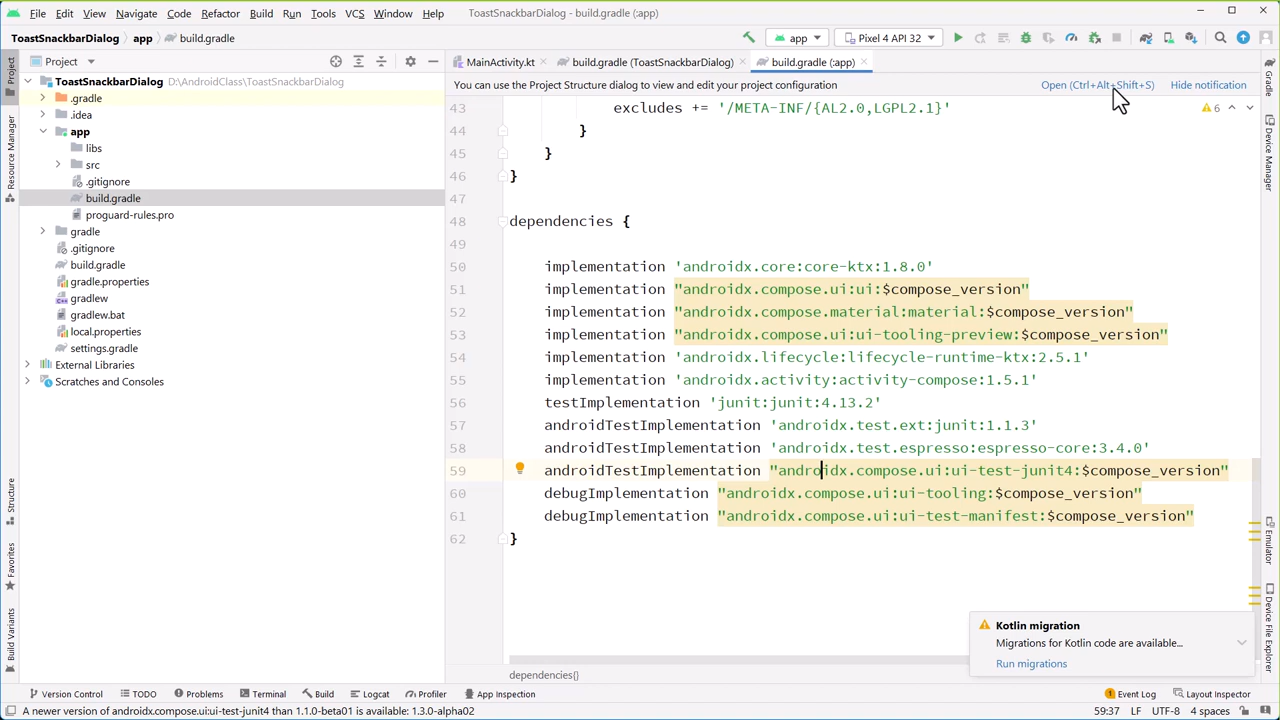 File Edit View Navigate Code Refactor Build Run Tools VCS Window Help ToastSnackbarDialog - build.gradle (:app)
ToastSnackbarDialog app build.gradle app Pixel 4 API 32
Project MainActivity.kt build.gradle (ToastSnackbarDialog) build.gradle (:app)
ToastSnackbarDialog D:\AndroidClass\ToastSnackbarDialog
You can use the Project Structure dialog to view and edit your project configuration Open (Ctrl+Alt+Shift+S) Hide notification
.gradle
.idea
app
libs
src
.gitignore
build.gradle
proguard-rules.pro
gradle
.gitignore
build.gradle
gradle.properties
gradlew
gradlew.bat
local.properties
settings.gradle
External Libraries
Scratches and Consoles
6
43 excludes += '/META-INF/{AL2.0,LGPL2.1}'
44 }
45 }
46 }
47
48 dependencies {
49
50 implementation 'androidx.core:core-ktx:1.8.0'
51 implementation "androidx.compose.ui:ui:$compose_version"
52 implementation "androidx.compose.material:material:$compose_version"
53 implementation "androidx.compose.ui:ui-tooling-preview:$compose_version"
54 implementation 'androidx.lifecycle:lifecycle-runtime-ktx:2.5.1'
55 implementation 'androidx.activity:activity-compose:1.5.1'
56 testImplementation 'junit:junit:4.13.2'
57 androidTestImplementation 'androidx.test.ext:junit:1.1.3'
58 androidTestImplementation 'androidx.test.espresso:espresso-core:3.4.0'
59 androidTestImplementation "androidx.compose.ui:ui-test-junit4:$compose_version"
60 debugImplementation "androidx.compose.ui:ui-tooling:$compose_version"
61 debugImplementation "androidx.compose.ui:ui-test-manifest:$compose_version"
62 }
Kotlin migration
Migrations for Kotlin code are available...
Run migrations
dependencies{}
Project
Resource Manager
Structure
Favorites
Build Variants
Gradle
Device Manager
Emulator
Device File Explorer
Version Control TODO Problems Terminal Build Logcat Profiler App Inspection Event Log Layout Inspector
A newer version of androidx.compose.ui:ui-test-junit4 than 1.1.0-beta01 is available: 1.3.0-alpha02 59:37 LF UTF-8 4 spaces